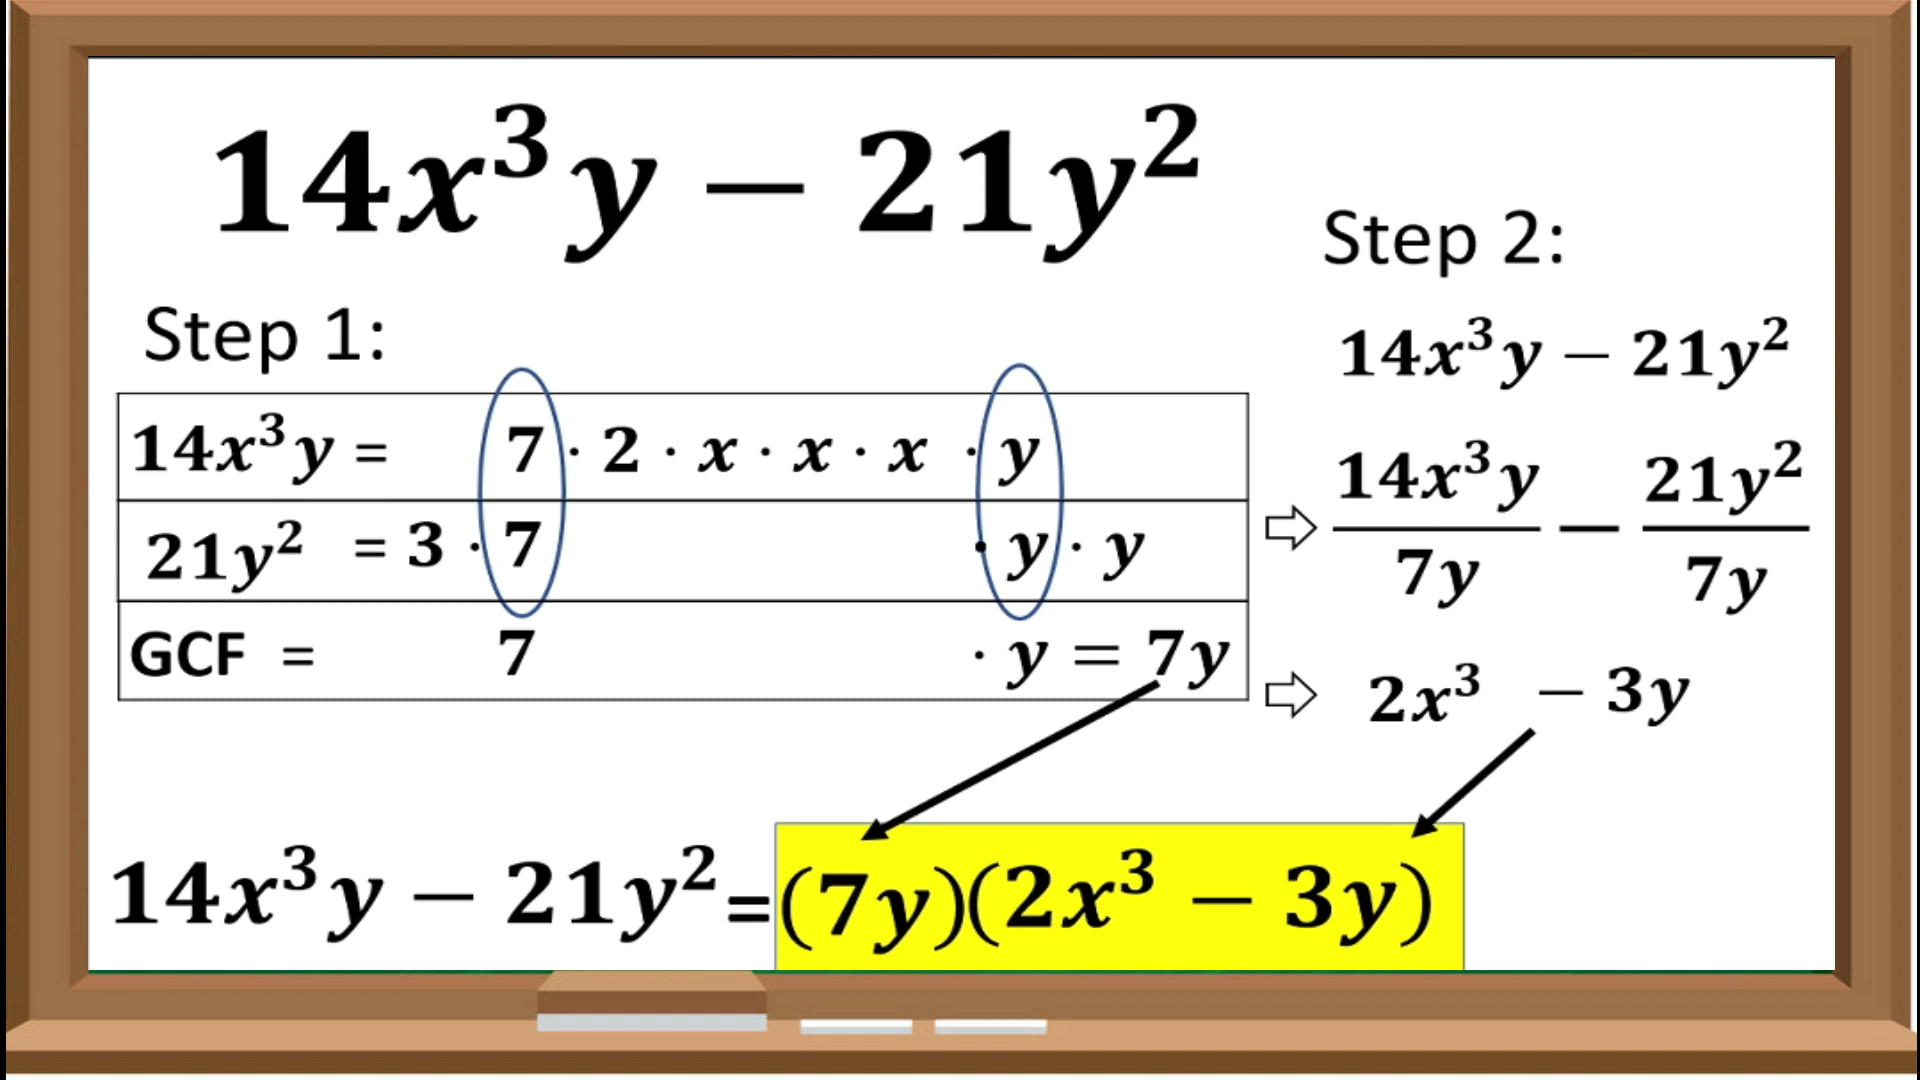 14x³y − 21y²
Step 1:
14x³y = 7 · 2 · x · x · x · y
21y² = 3 · 7 · y · y
GCF = 7 · y = 7y
Step 2:
14x³y − 21y²
⇨ 14x³y/7y − 21y²/7y
⇨ 2x³ − 3y
14x³y − 21y² = (7y)(2x³ − 3y)